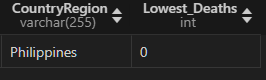 CountryRegion Lowest_Deaths
varchar(255) int
Philippines 0